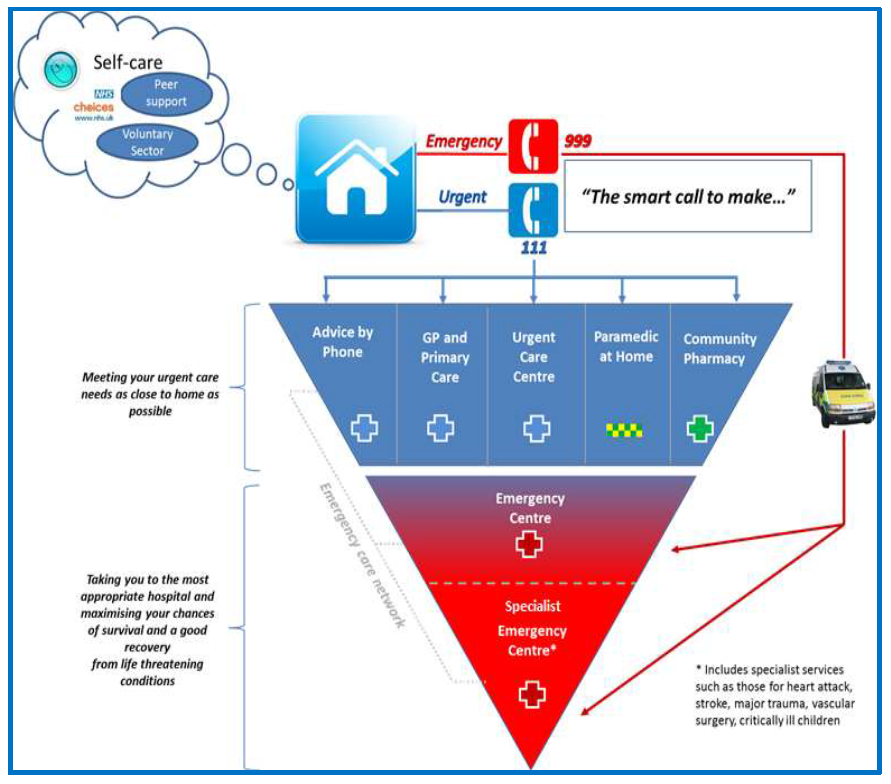 Self-care
Peer
support
NHS
choices
www.nhs.uk
Voluntary
Sector
Emergency
999
Urgent
111
“The smart call to make...”
Advice by
Phone
GP and
Primary
Care
Urgent
Care
Centre
Paramedic
at Home
Community
Pharmacy
Meeting your urgent care
needs as close to home as
possible
Emergency care network
Emergency
Centre
Specialist
Emergency
Centre*
Taking you to the most
appropriate hospital and
maximising your chances
of survival and a good
recovery
from life threatening
conditions
* Includes specialist services
such as those for heart attack,
stroke, major trauma, vascular
surgery, critically ill children